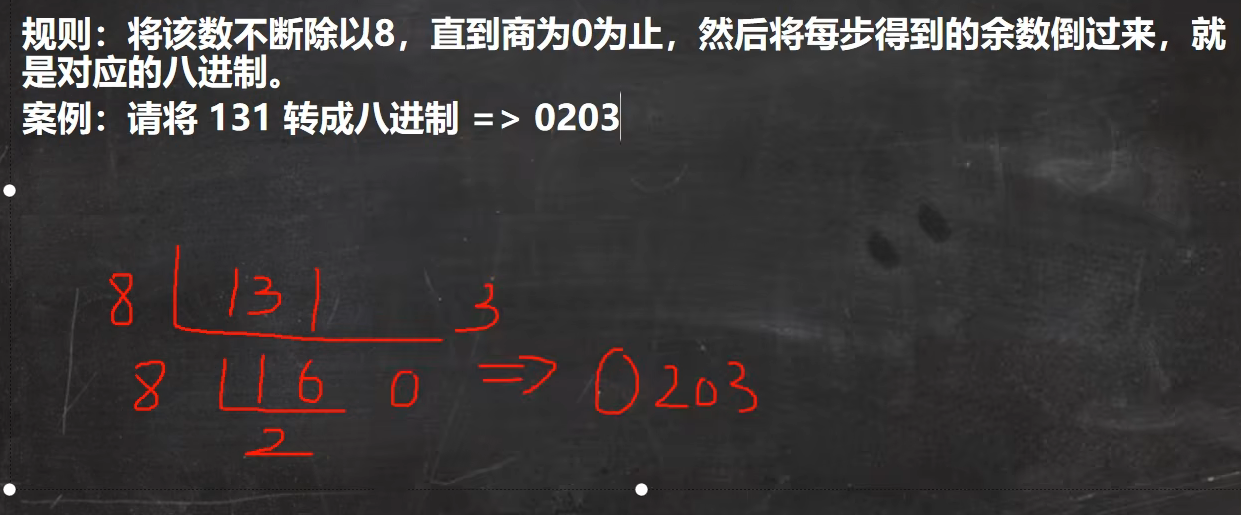 规则：将该数不断除以8，直到商为0为止，然后将每步得到的余数倒过来，就
是对应的八进制。
案例：请将 131 转成八进制 => 0203
8 131 3
8 16 0 => 0203
2